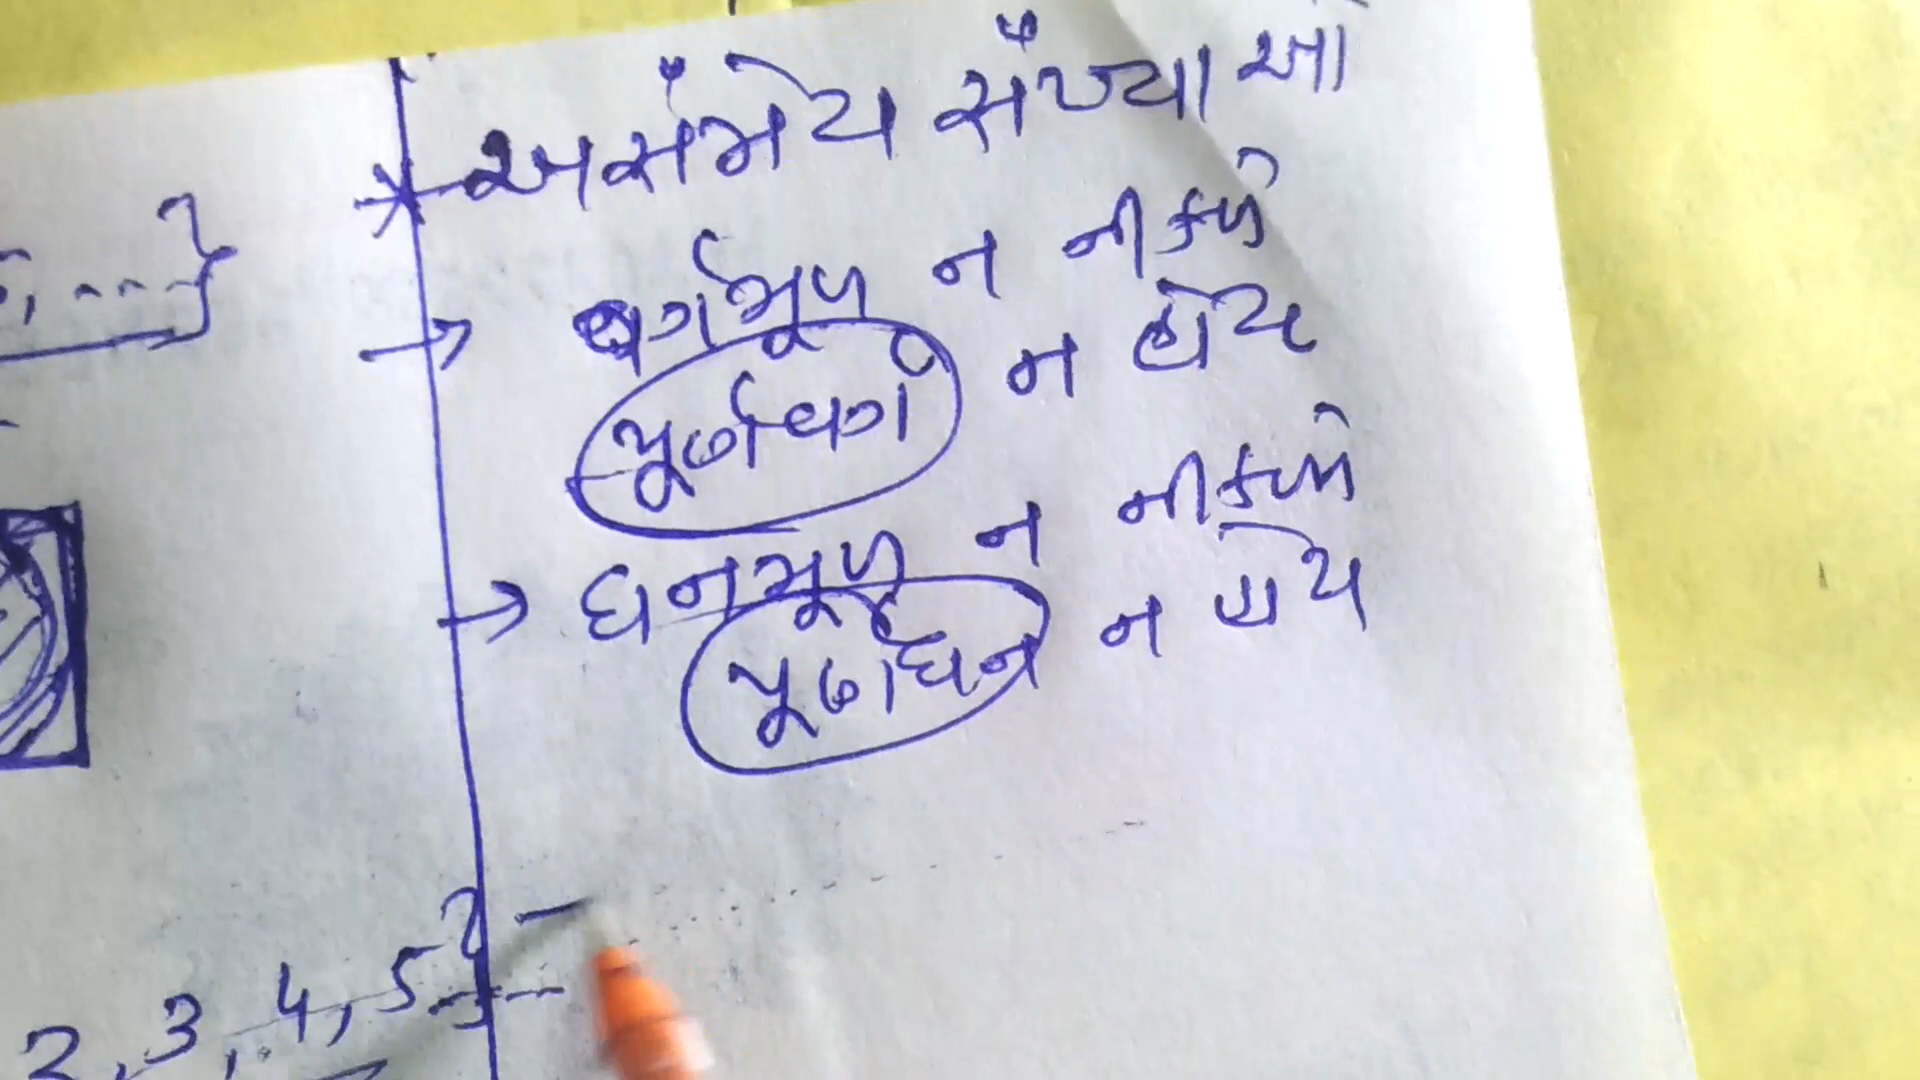 અસંમેય સંખ્યાઓ
, ....}
→ વર્ગમૂળ ન નીકળે
પૂર્ણવર્ગ ન હોય
→ ઘનમૂળ ન નીકળે
પૂર્ણઘન ન હોય
2, 3, 4, 5